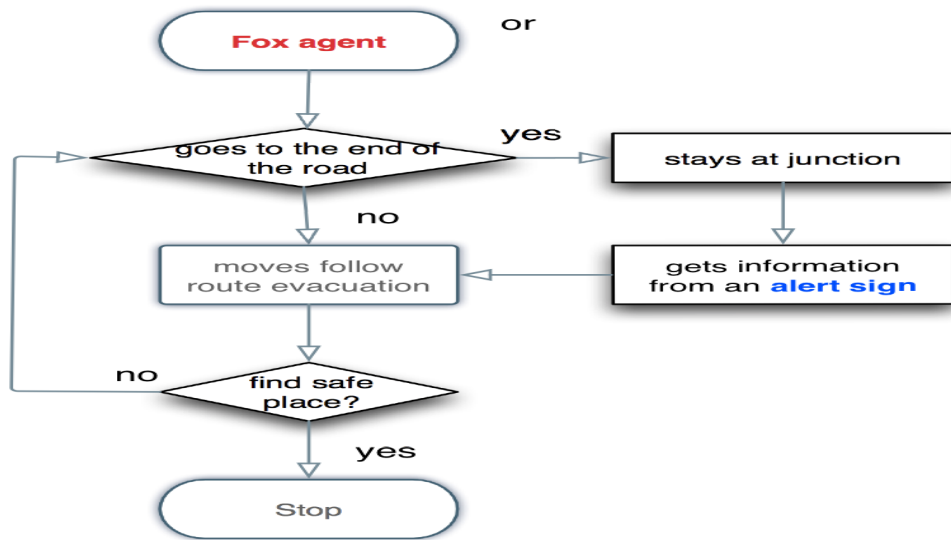 or
Fox agent
yes
goes to the end of
the road
stays at junction
no
moves follow
route evacuation
gets information
from an alert sign
no
find safe
place?
yes
Stop